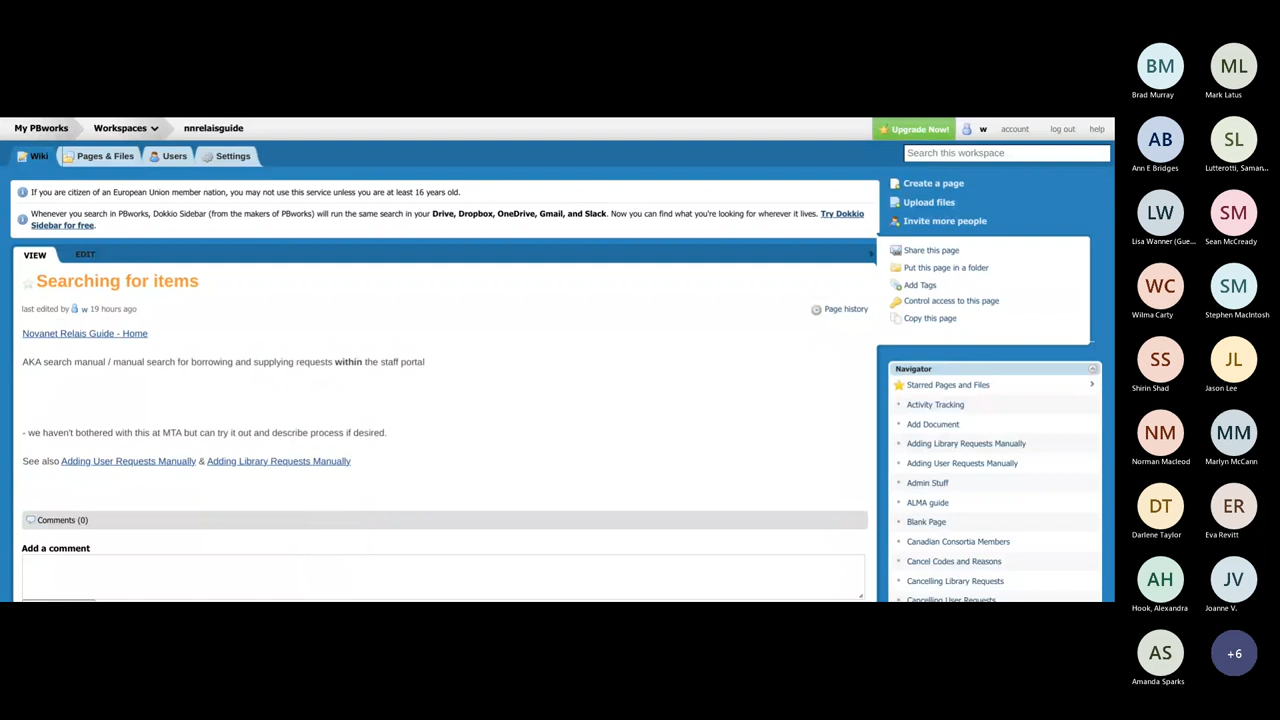 My PBworks
Workspaces
nnrelaisguide
Upgrade Now!
w
account
log out
help
Wiki
Pages & Files
Users
Settings
Search this workspace
If you are citizen of an European Union member nation, you may not use this service unless you are at least 16 years old.
Whenever you search in PBworks, Dokkio Sidebar (from the makers of PBworks) will run the same search in your Drive, Dropbox, OneDrive, Gmail, and Slack. Now you can find what you're looking for wherever it lives. Try Dokkio
Sidebar for free.
Create a page
Upload files
Invite more people
VIEW
EDIT
Searching for items
last edited by w 19 hours ago
Page history
Novanet Relais Guide - Home
AKA search manual / manual search for borrowing and supplying requests within the staff portal
- we haven't bothered with this at MTA but can try it out and describe process if desired.
See also Adding User Requests Manually & Adding Library Requests Manually
Comments (0)
Add a comment
Share this page
Put this page in a folder
Add Tags
Control access to this page
Copy this page
Navigator
Starred Pages and Files
Activity Tracking
Add Document
Adding Library Requests Manually
Adding User Requests Manually
Admin Stuff
ALMA guide
Blank Page
Canadian Consortia Members
Cancel Codes and Reasons
Cancelling Library Requests
Cancelling User Requests
BM
Brad Murray
ML
Mark Latus
AB
Ann E Bridges
SL
Lutterotti, Saman...
LW
Lisa Wanner (Gue...
SM
Sean McCready
WC
Wilma Carty
SM
Stephen MacIntosh
SS
Shirin Shad
JL
Jason Lee
NM
Norman Macleod
MM
Marlyn McCann
DT
Darlene Taylor
ER
Eva Revitt
AH
Hook, Alexandra
JV
Joanne V.
AS
Amanda Sparks
+6